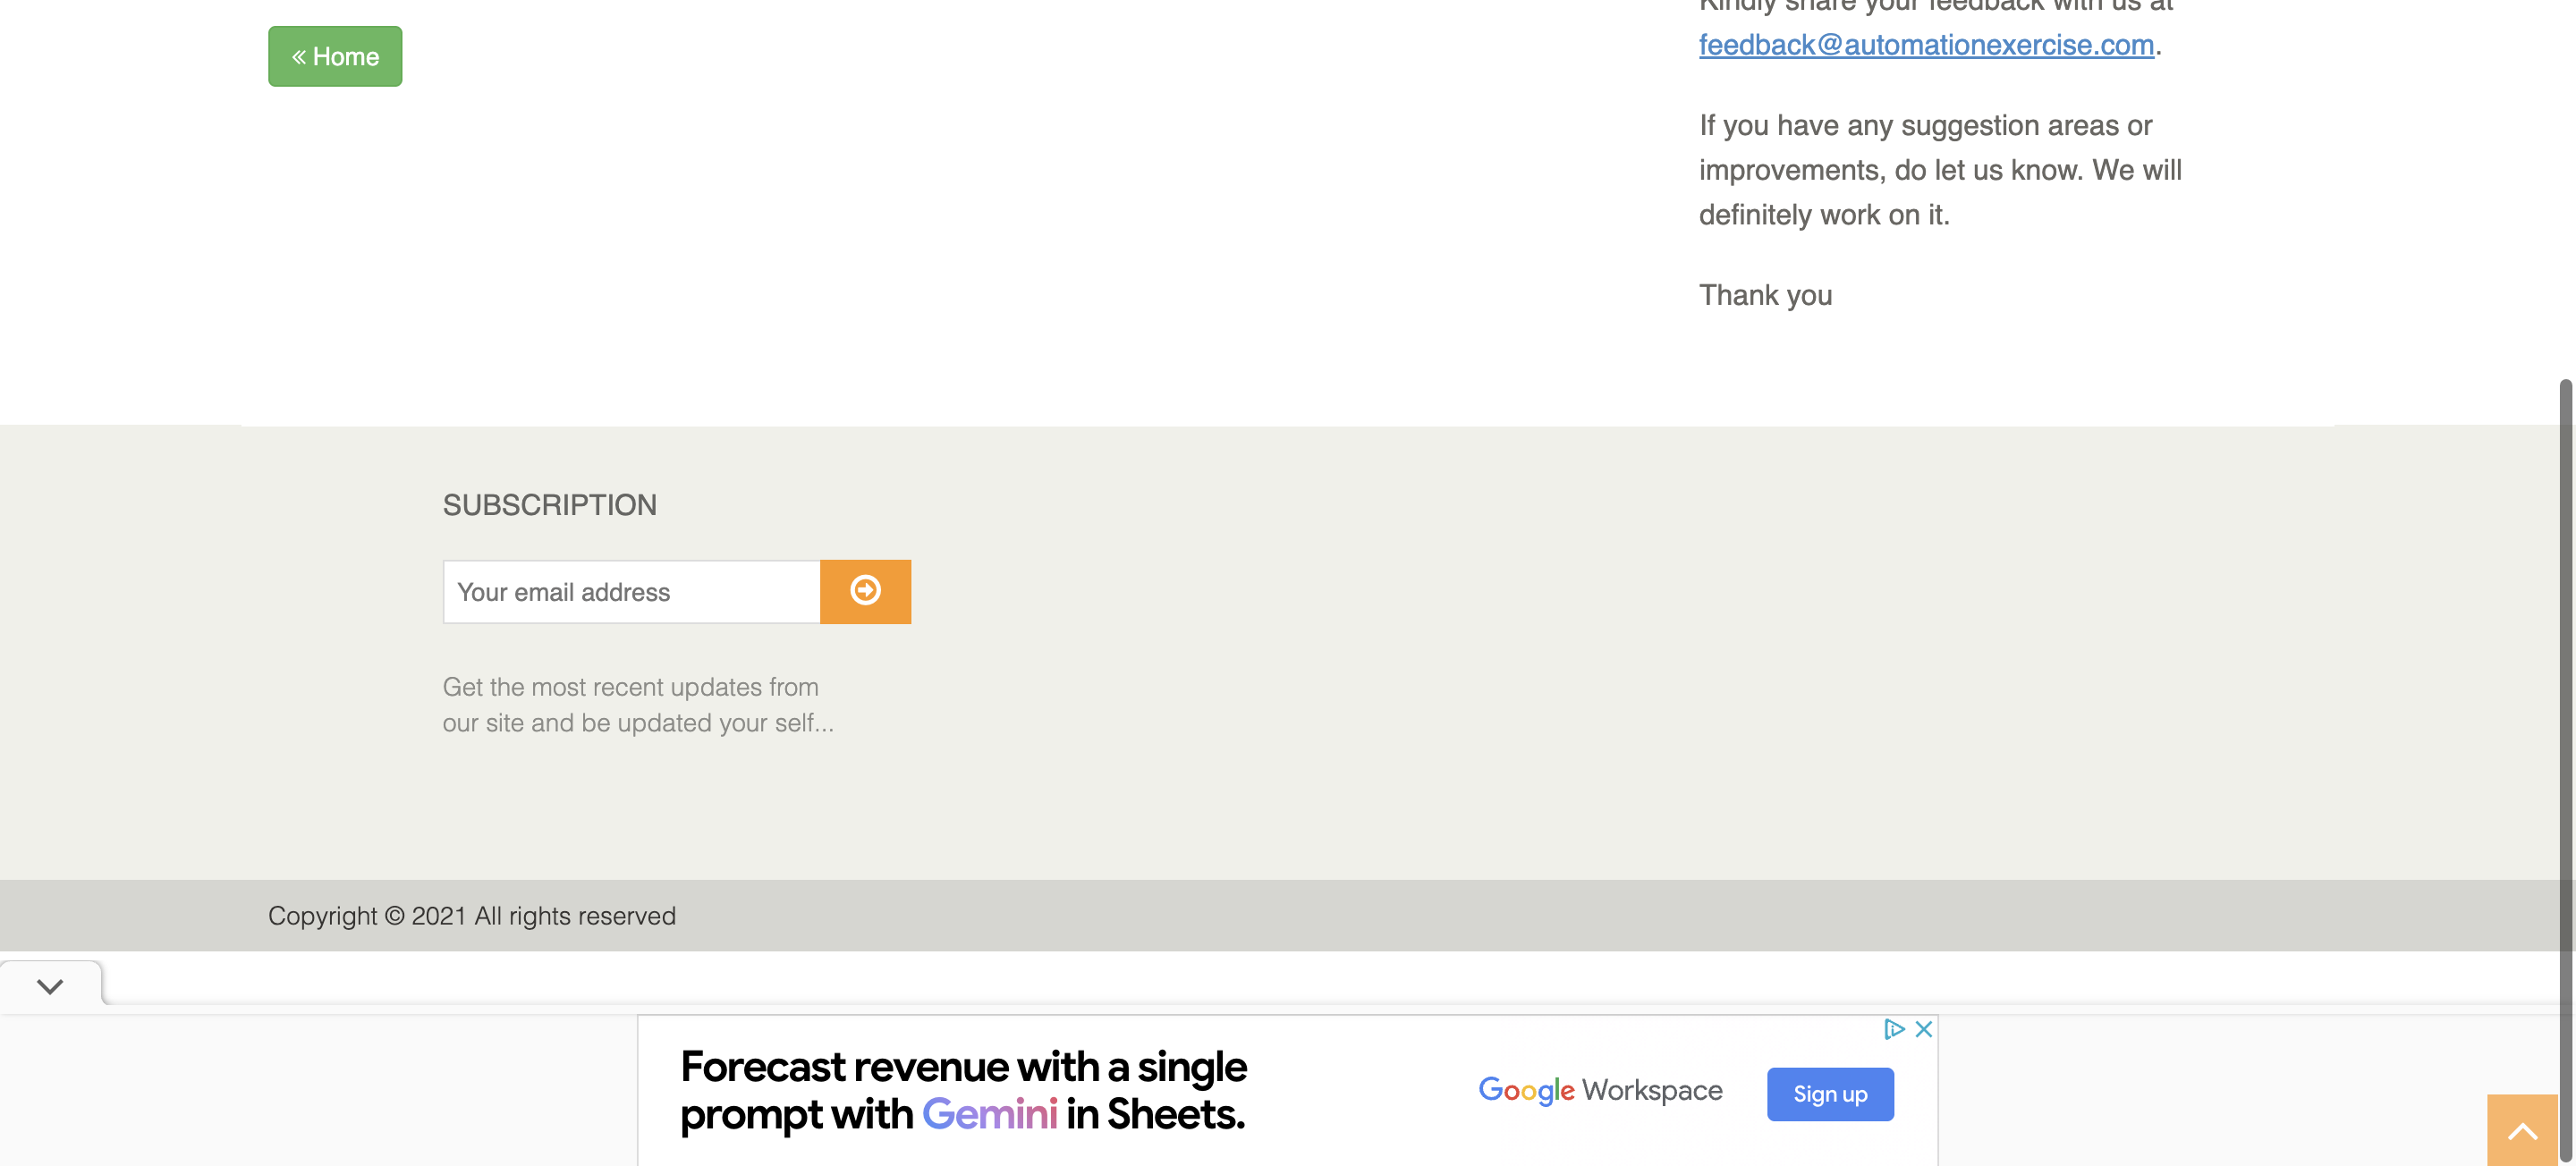 « Home
Kindly share your feedback with us at
feedback@automationexercise.com.
If you have any suggestion areas or
improvements, do let us know. We will
definitely work on it.
Thank you
SUBSCRIPTION
Your email address
Get the most recent updates from
our site and be updated your self...
Copyright © 2021 All rights reserved
Forecast revenue with a single
prompt with Gemini in Sheets.
Google Workspace
Sign up